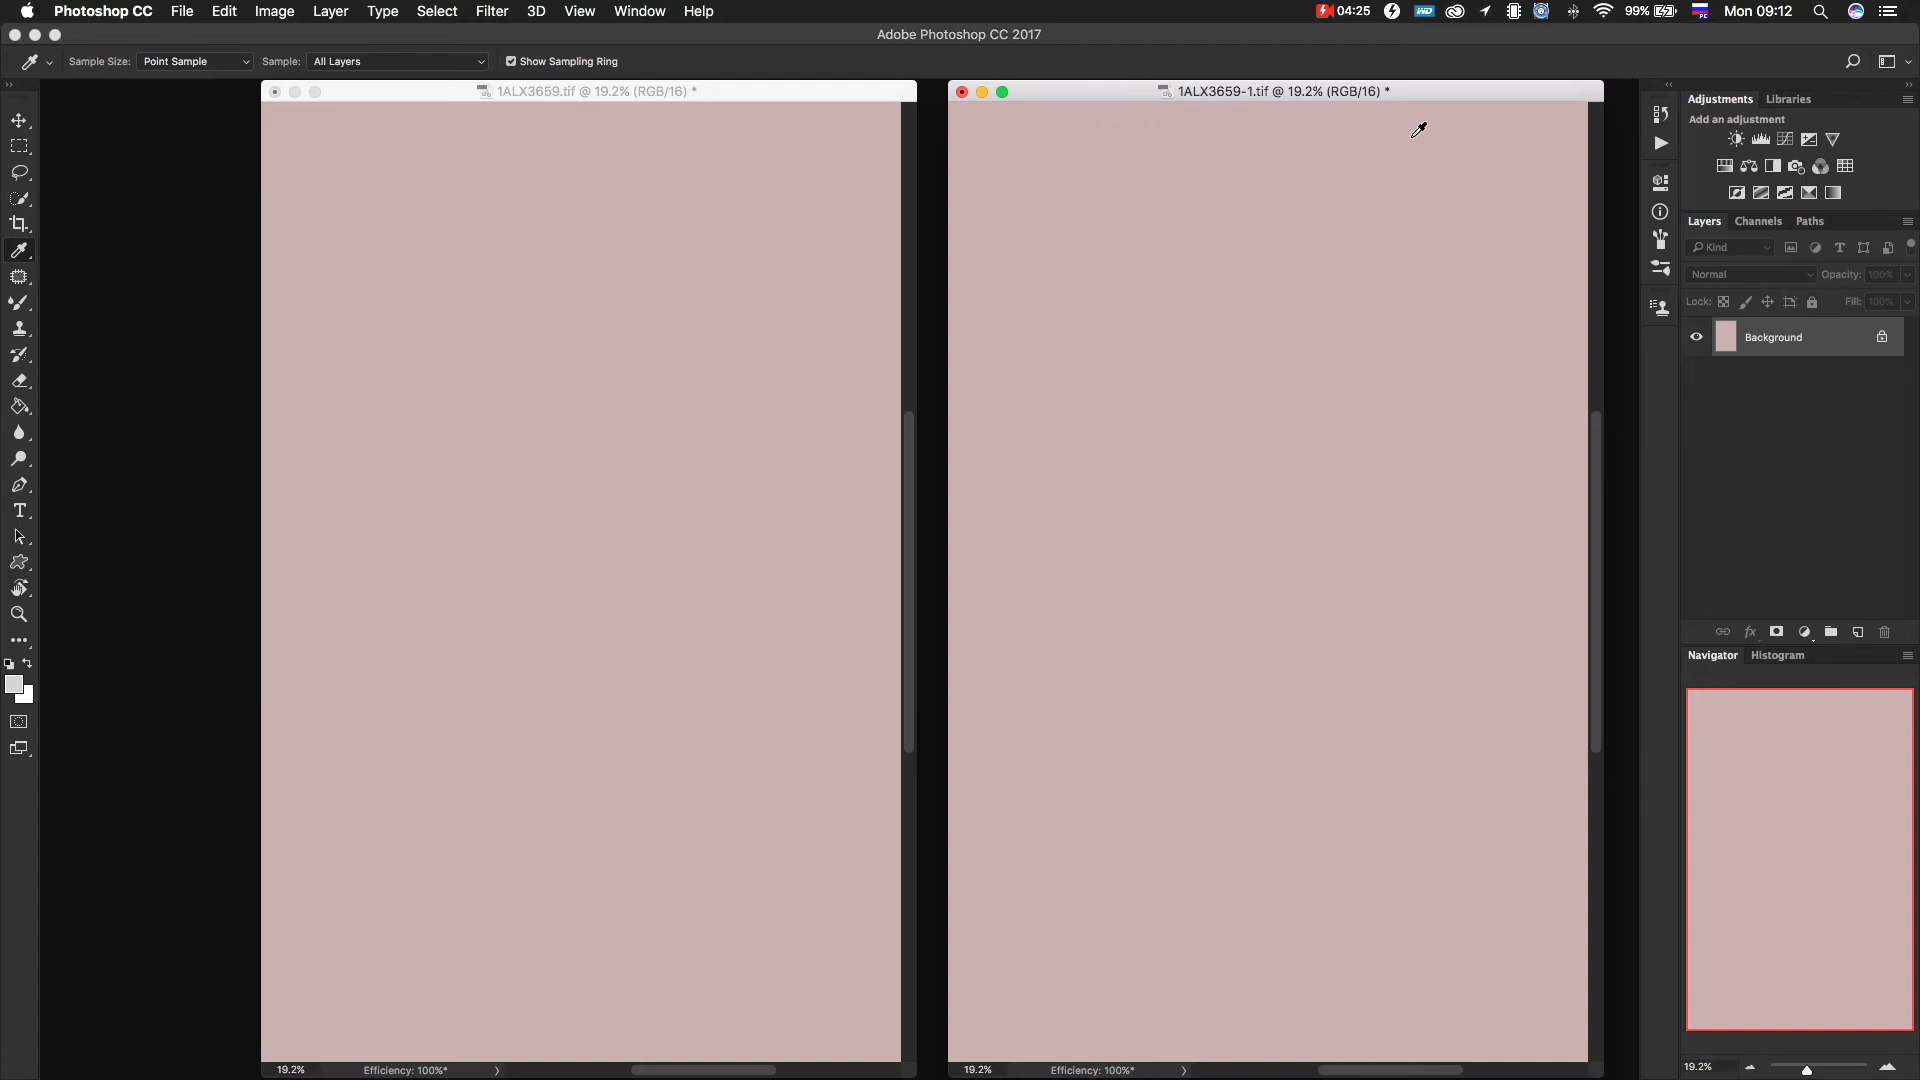 Photoshop CC File Edit Image Layer Type Select Filter 3D View Window Help 04:25 WD 99% РС Mon 09:12
Adobe Photoshop CC 2017
Sample Size: Point Sample Sample: All Layers Show Sampling Ring
1ALX3659.tif @ 19.2% (RGB/16) *
1ALX3659-1.tif @ 19.2% (RGB/16) *
Adjustments Libraries
Add an adjustment
Layers Channels Paths
Kind
Normal Opacity: 100%
Lock: Fill: 100%
Background
fx
Navigator Histogram
19.2%
19.2% Efficiency: 100%*
19.2% Efficiency: 100%*